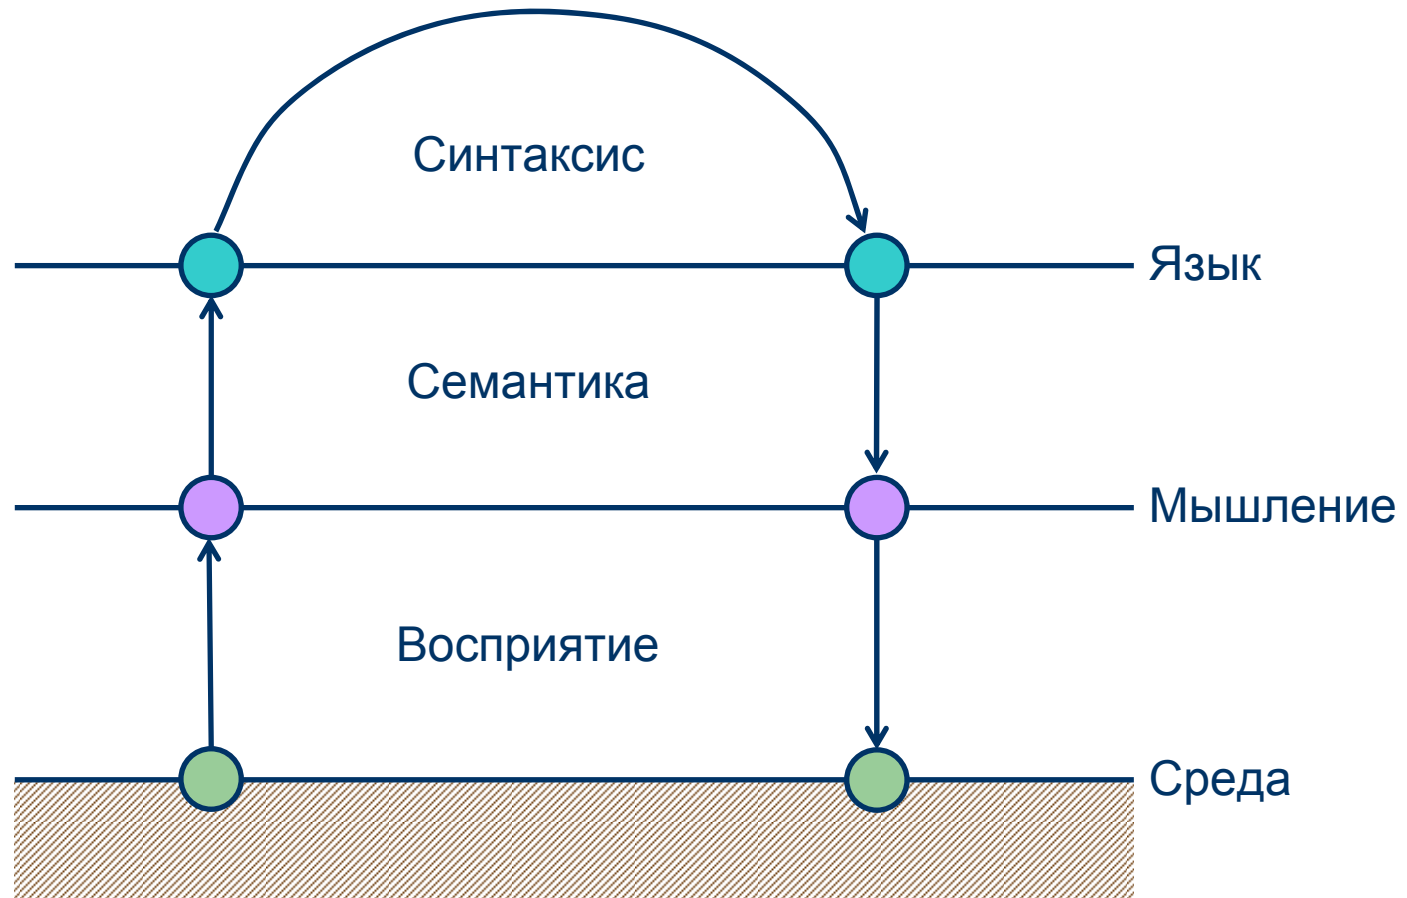 Синтаксис
Язык
Семантика
Мышление
Восприятие
Среда